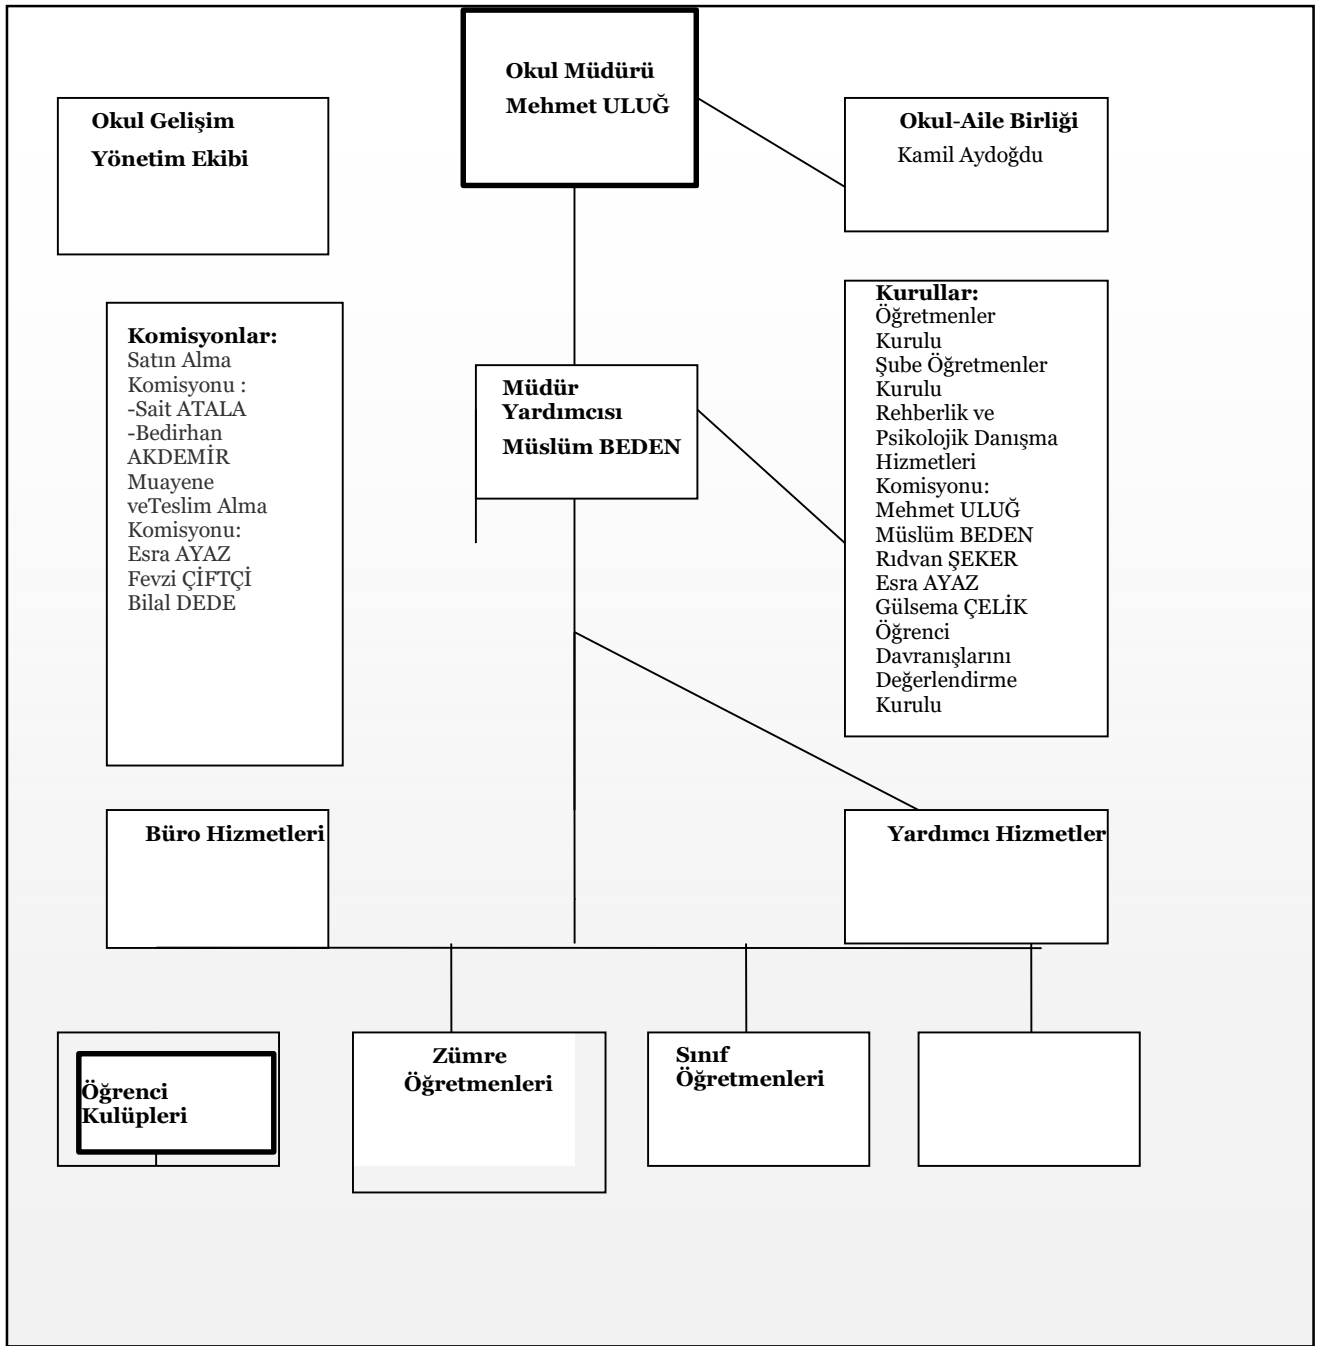 Okul Müdürü
Mehmet ULUĞ
Okul Gelişim
Yönetim Ekibi
Okul-Aile Birliği
Kamil Aydoğdu
Komisyonlar:
Satın Alma
Komisyonu :
-Sait ATALA
-Bedirhan
AKDEMİR
Muayene
veTeslim Alma
Komisyonu:
Esra AYAZ
Fevzi ÇİFTÇİ
Bilal DEDE
Müdür
Yardımcısı
Müslüm BEDEN
Kurullar:
Öğretmenler
Kurulu
Şube Öğretmenler
Kurulu
Rehberlik ve
Psikolojik Danışma
Hizmetleri
Komisyonu:
Mehmet ULUĞ
Müslüm BEDEN
Rıdvan ŞEKER
Esra AYAZ
Gülsema ÇELİK
Öğrenci
Davranışlarını
Değerlendirme
Kurulu
Büro Hizmetleri
Yardımcı Hizmetler
Öğrenci
Kulüpleri
Zümre
Öğretmenleri
Sınıf
Öğretmenleri